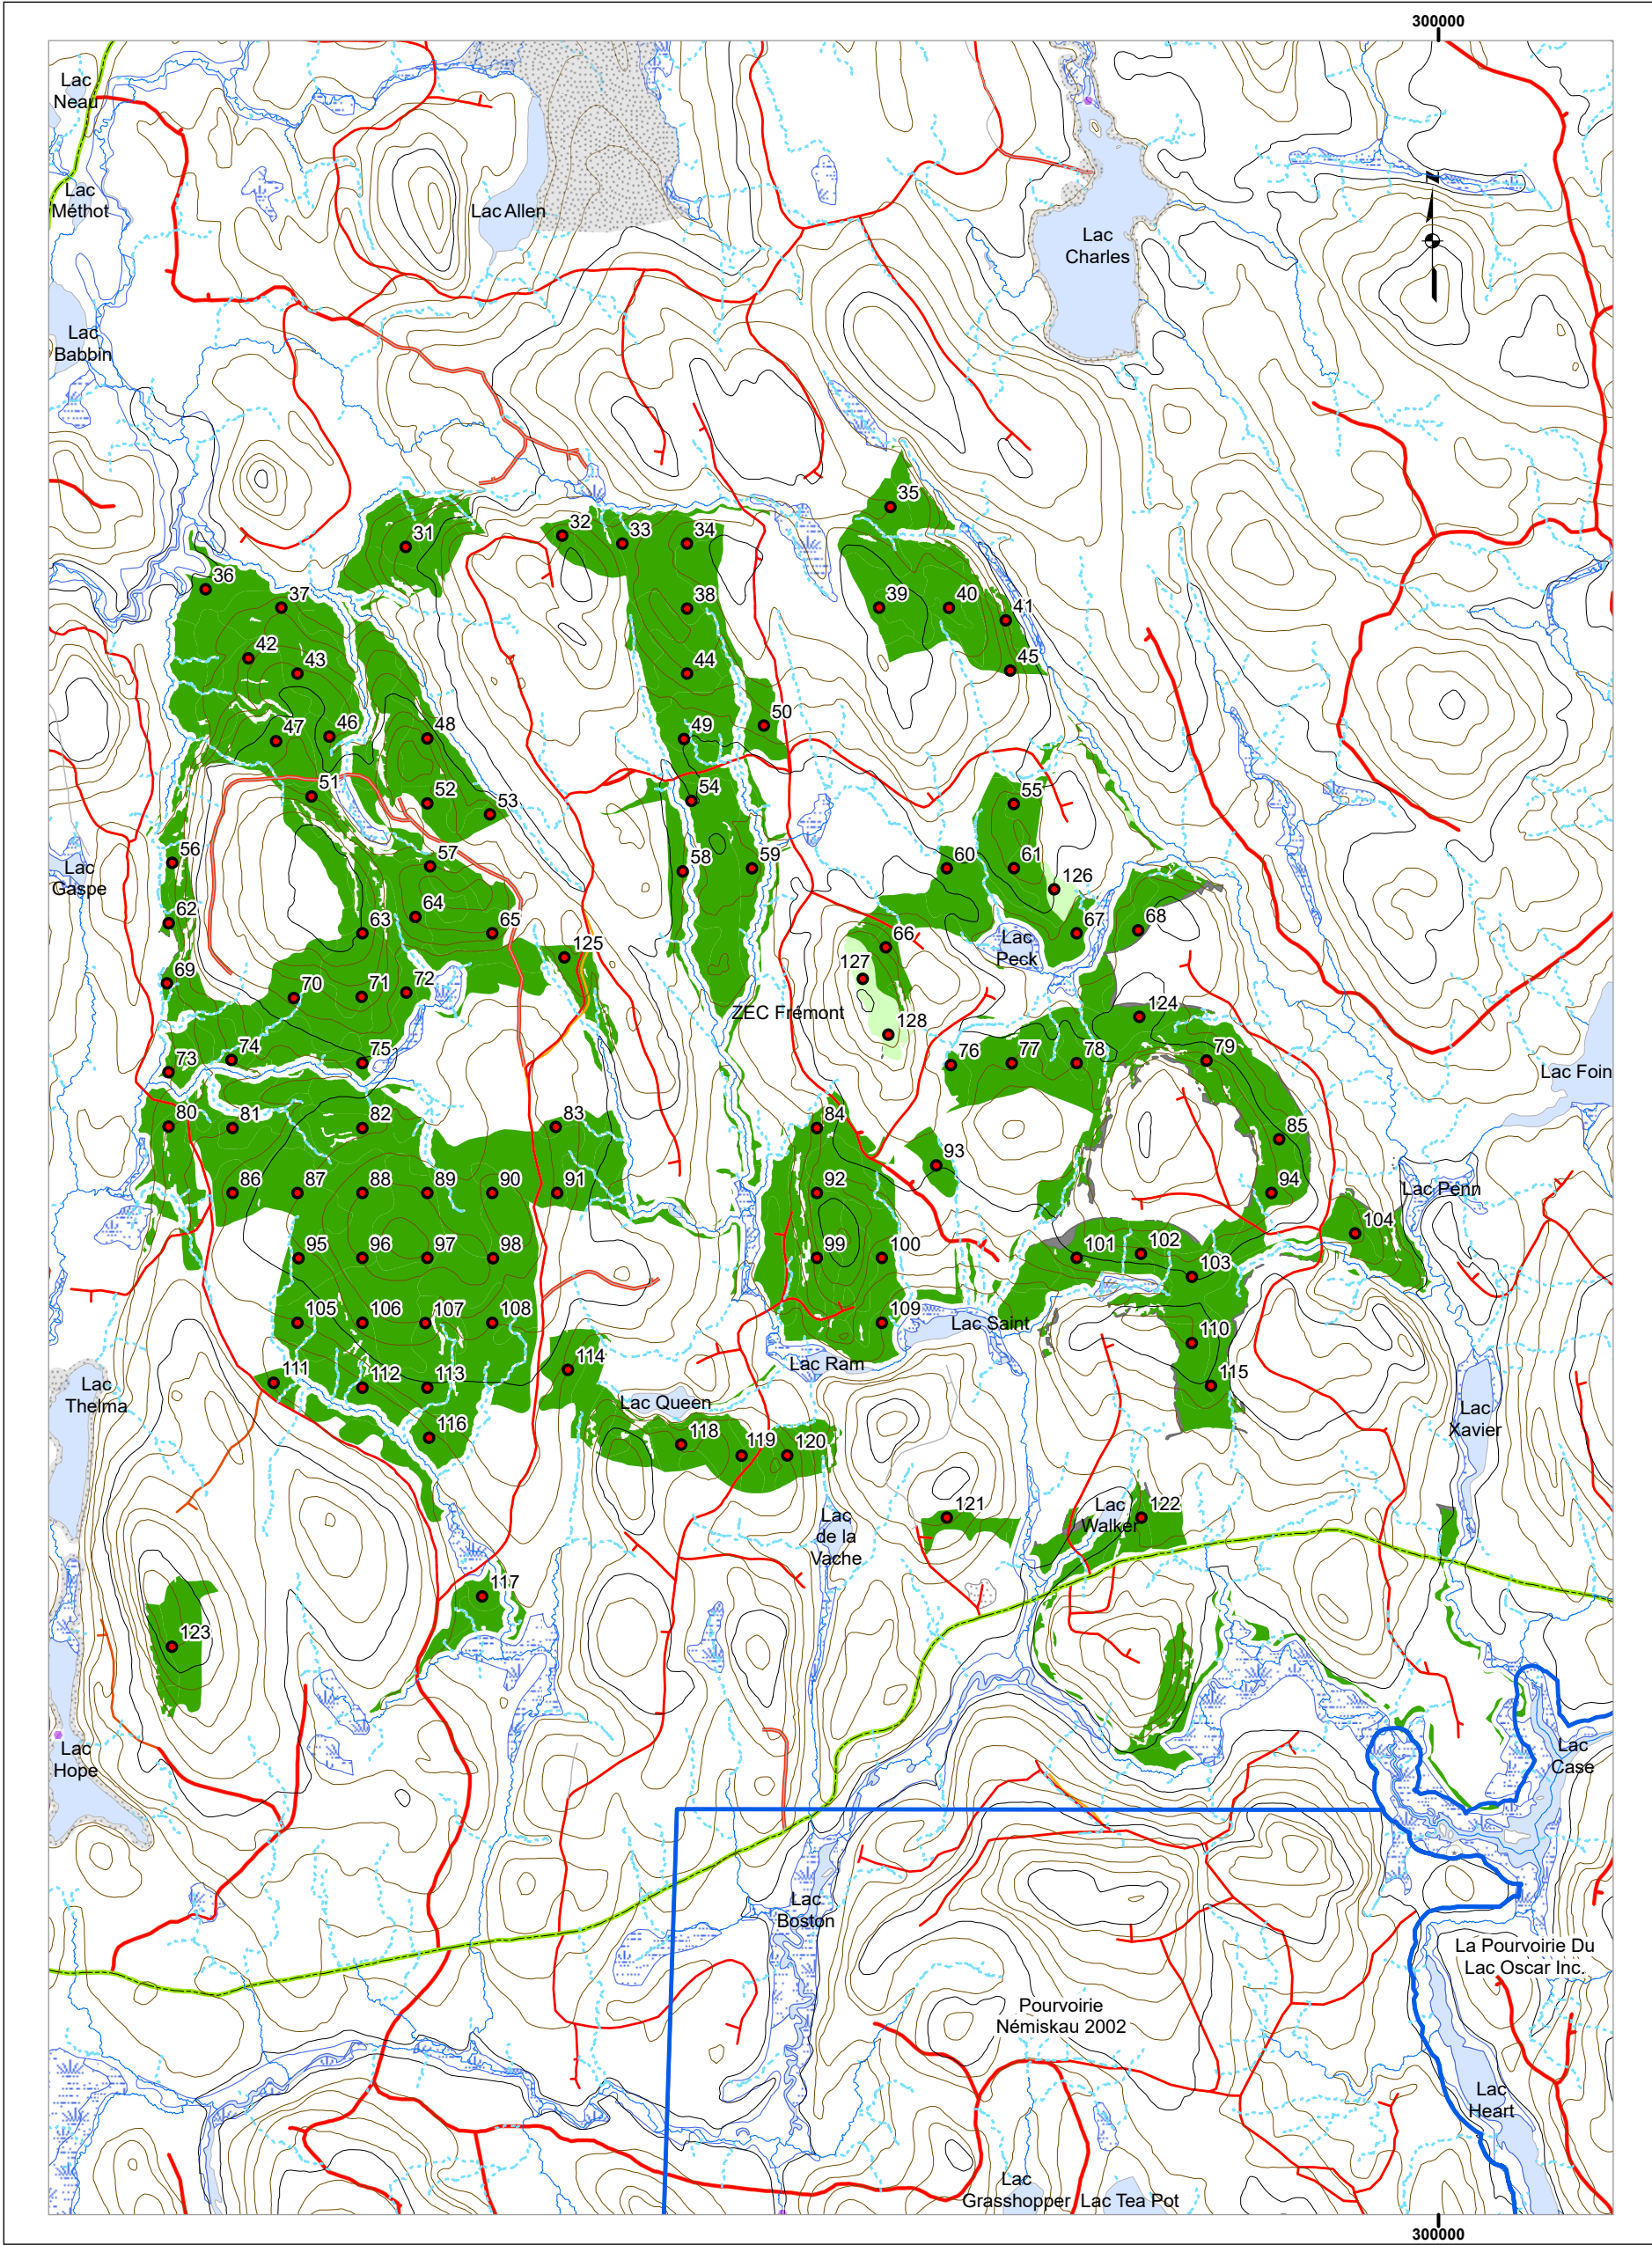 300000
Lac
Neau
Lac
Méthot
Lac Allen
Lac
Charles
N
Lac
Babbin
35
32
33
34
31
36
37
38
39
40
41
42
43
44
45
50
47
46
48
49
51
52
53
54
55
56
57
58
59
60
61
Lac
Gaspe
126
62
63
64
65
66
67
68
125
Lac
Peck
127
69
70
71
72
ZEC Frémont
128
124
73
74
75
76
77
78
79
Lac Foin
80
81
82
83
84
85
93
86
87
88
89
90
91
92
94
Lac Penn
104
95
96
97
98
99
100
101
102
103
105
106
107
108
109
Lac Saint
110
Lac Ram
111
112
113
114
115
Lac
Thelma
Lac Queen
116
118
119
120
Lac
Xavier
121
Lac
Walker
122
Lac
de la
Vache
117
123
Lac
Hope
Lac
Case
Lac
Boston
La Pourvoirie Du
Lac Oscar Inc.
Pourvoirie
Némiskau 2002
Lac
Heart
Lac
Grasshopper
Lac Tea Pot
300000